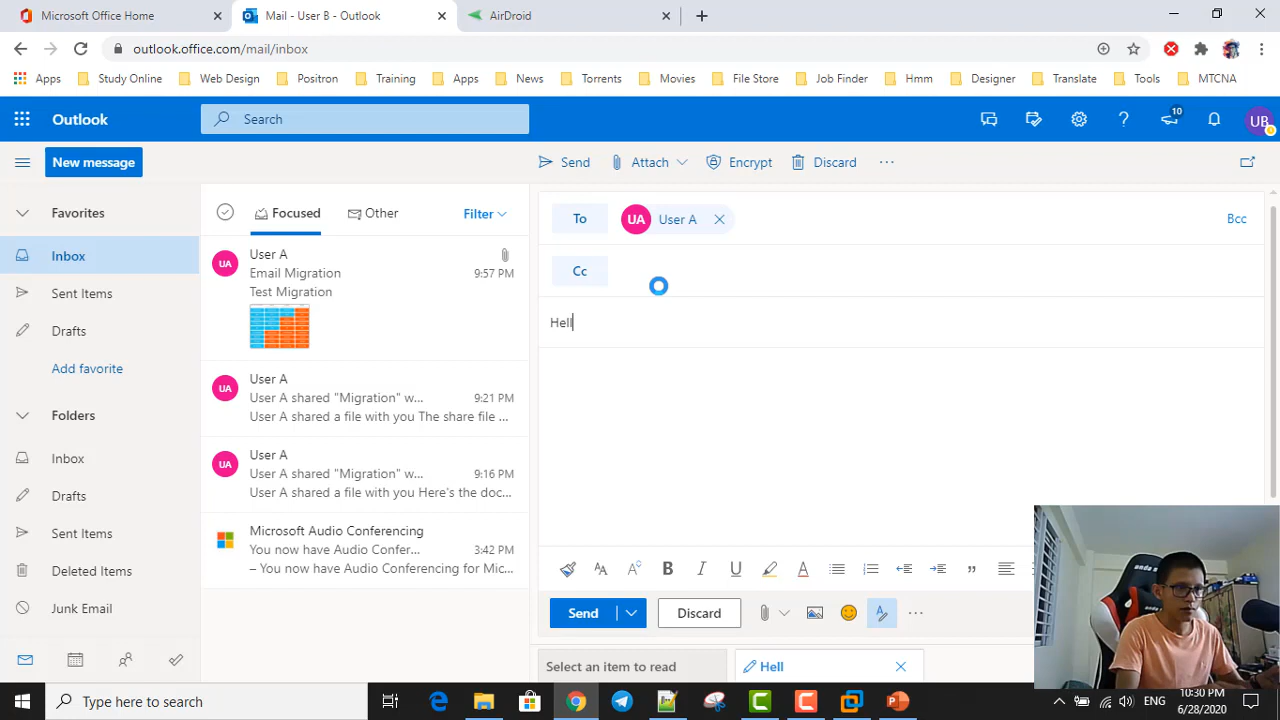 Microsoft Office Home
Mail - User B - Outlook
AirDroid
outlook.office.com/mail/inbox
Apps
Study Online
Web Design
Positron
Training
Apps
News
Torrents
Movies
File Store
Job Finder
Hmm
Designer
Translate
Tools
MTCNA
Outlook
Search
10
UB
New message
Send
Attach
Encrypt
Discard
Favorites
Inbox
Sent Items
Drafts
Add favorite
Folders
Inbox
Drafts
Sent Items
Deleted Items
Junk Email
Focused
Other
Filter
UA
User A
Email Migration
9:57 PM
Test Migration
UA
User A
User A shared "Migration" w...
9:21 PM
User A shared a file with you The share file ...
UA
User A
User A shared "Migration" w...
9:16 PM
User A shared a file with you Here's the doc...
Microsoft Audio Conferencing
You now have Audio Confer...
3:42 PM
– You now have Audio Conferencing for Mic...
To
UA
User A
Bcc
Cc
Hell
Send
Discard
Select an item to read
Hell
Type here to search
ENG
10:30 PM
6/28/2020